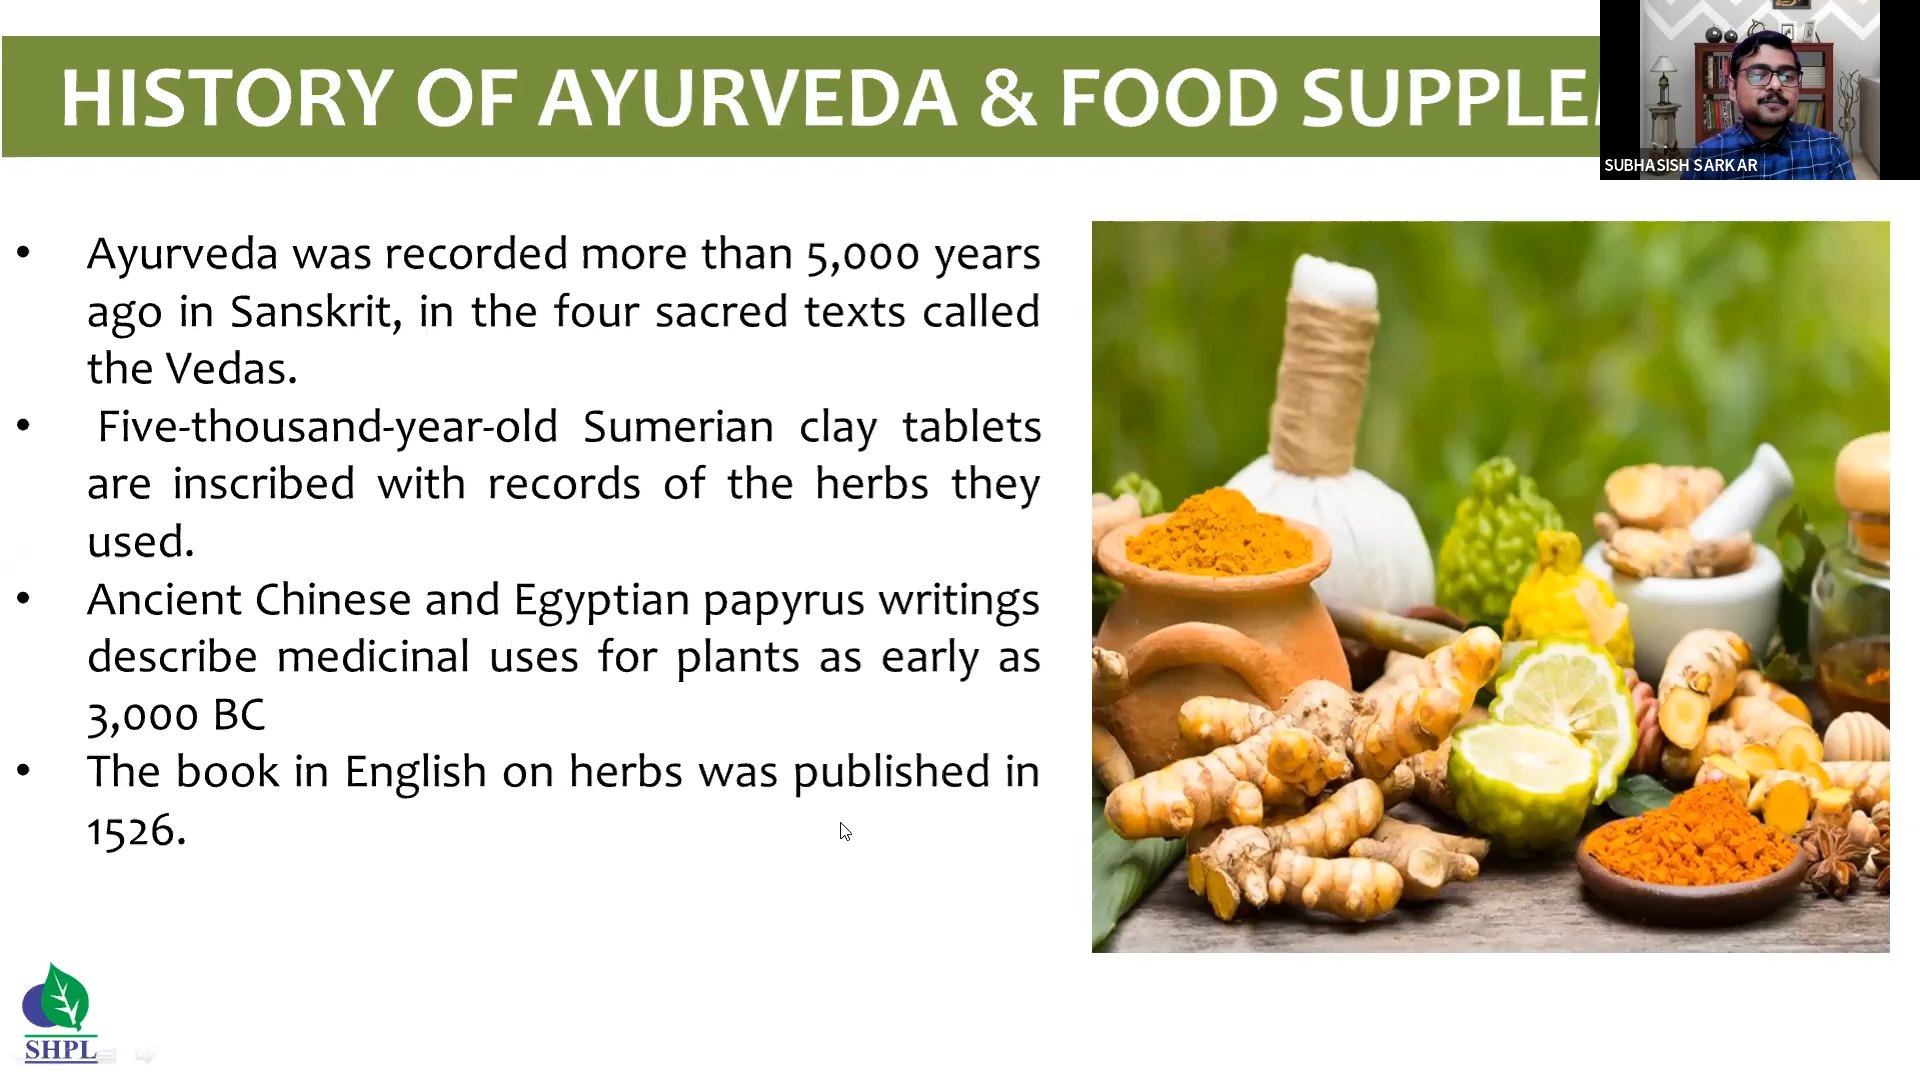 HISTORY OF AYURVEDA & FOOD
SUBHASISH SARKAR
• Ayurveda was recorded more than 5,000 years
ago in Sanskrit, in the four sacred texts called
the Vedas.
• Five-thousand-year-old Sumerian clay tablets
are inscribed with records of the herbs they
used.
• Ancient Chinese and Egyptian papyrus writings
describe medicinal uses for plants as early as
3,000 BC
• The book in English on herbs was published in
1526.
SHPL